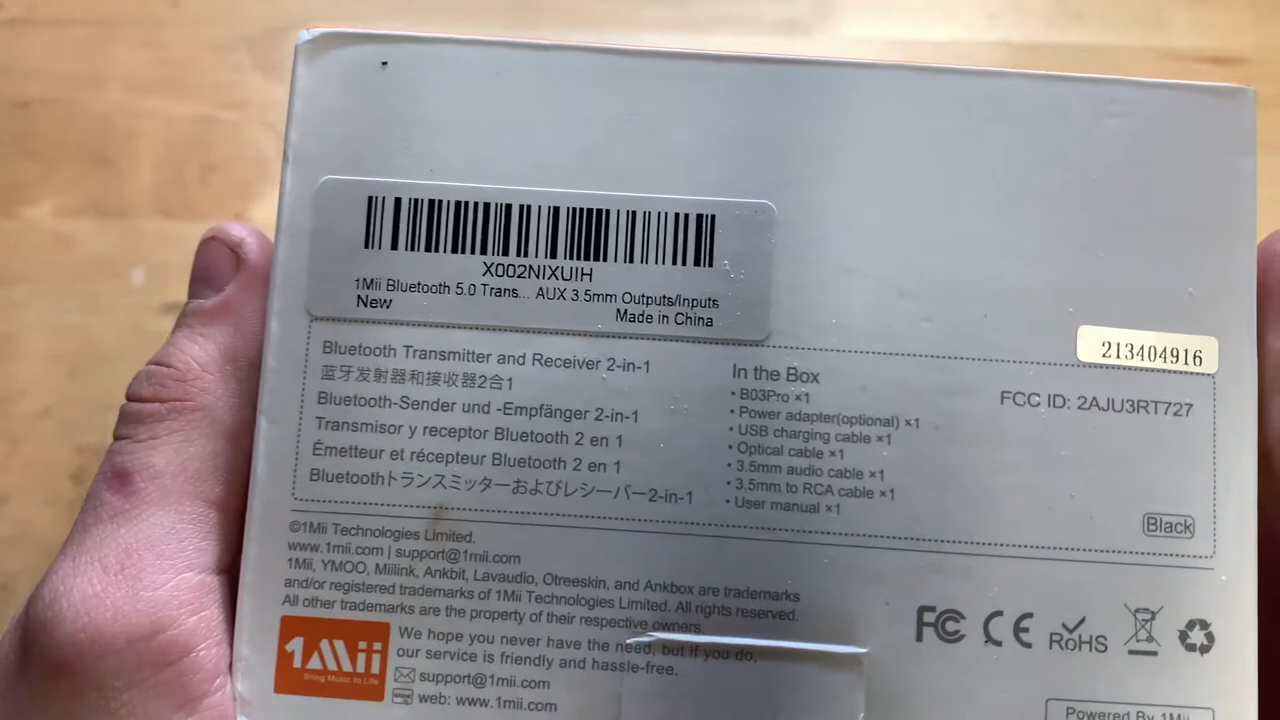 X002NIXUIH
1Mii Bluetooth 5.0 Trans... AUX 3.5mm Outputs/Inputs
New
Made in China
213404916
Bluetooth Transmitter and Receiver 2-in-1
蓝牙发射器和接收器2合1
Bluetooth-Sender und -Empfänger 2-in-1
Transmisor y receptor Bluetooth 2 en 1
Émetteur et récepteur Bluetooth 2 en 1
Bluetoothトランスミッターおよびレシーバー2-in-1
In the Box
• B03Pro ×1
• Power adapter(optional) ×1
• USB charging cable ×1
• Optical cable ×1
• 3.5mm audio cable ×1
• 3.5mm to RCA cable ×1
• User manual ×1
FCC ID: 2AJU3RT727
Black
©1Mii Technologies Limited.
www.1mii.com | support@1mii.com
1Mii, YMOO, Miilink, Ankbit, Lavaudio, Otreeskin, and Ankbox are trademarks
and/or registered trademarks of 1Mii Technologies Limited. All rights reserved.
All other trademarks are the property of their respective owners.
1Mii
Bring Music to Life
We hope you never have the need, but if you do,
our service is friendly and hassle-free.
support@1mii.com
web: www.1mii.com
FC CE RoHS
Powered By 1Mii